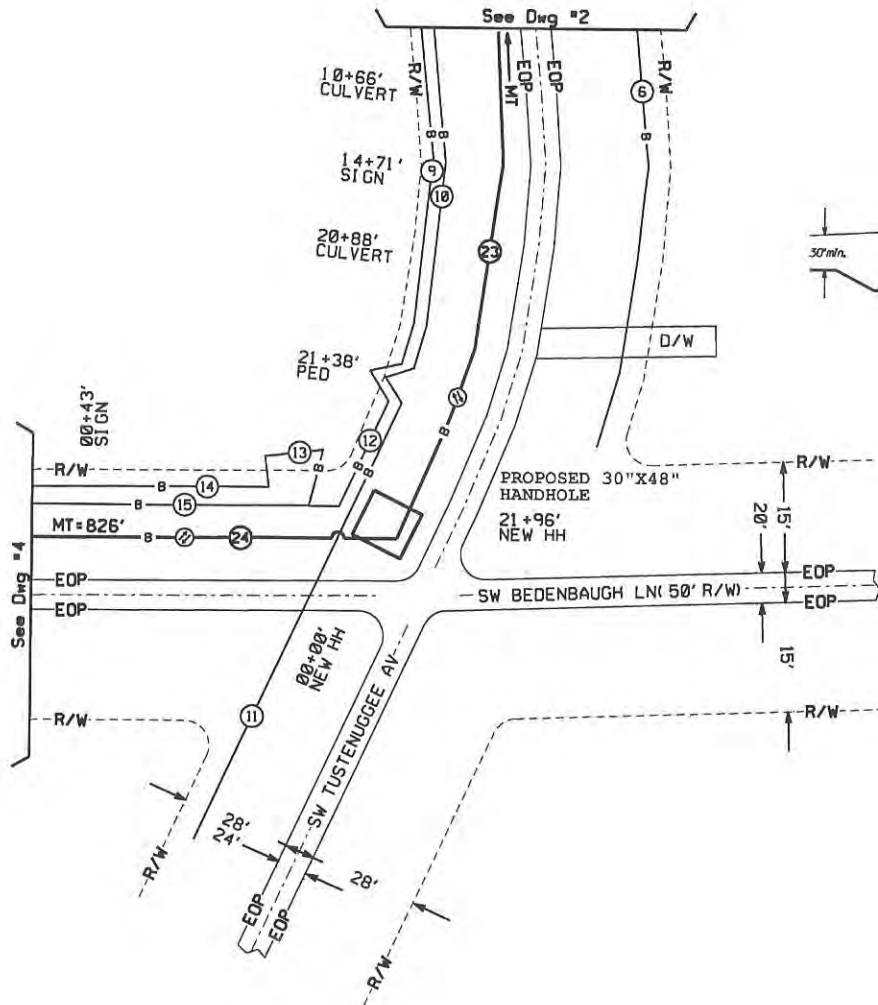 See Dwg #2
10+66'
CULVERT
R/W
MT
EOP
EOP
6
R/W
B
B
B
14+71'
SIGN
9
10
20+88'
CULVERT
23
30"min.
D/W
21+38'
PED
00+43'
SIGN
B
12
13
R/W
B
B
B
14
B
15
B
PROPOSED 30"X48"
HANDHOLE
21+96'
NEW HH
R/W
20'
15'
MT=826'
B
24
See Dwg #4
EOP
EOP
EOP
SW BEDENBAUGH LN(50' R/W)
EOP
00+00'
NEW HH
15'
11
R/W
R/W
SW TUSTENUGGEE AV
28'
24'
28'
R/W
EOP
EOP
R/W